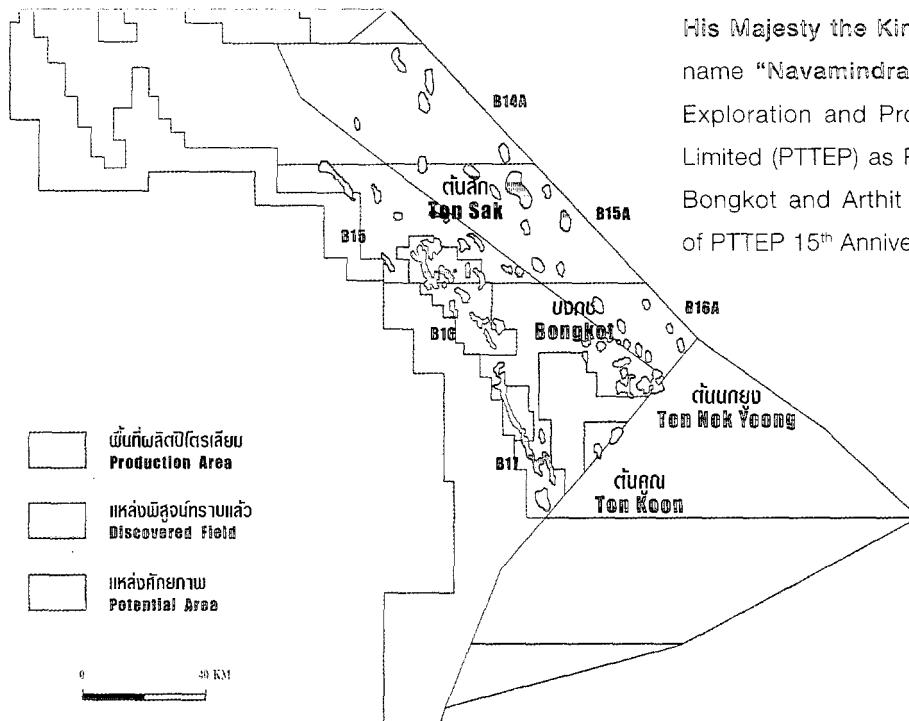 His Majesty the Kin
name "Navamindra
Exploration and Pro
Limited (PTTEP) as P
Bongkot and Arthit
of PTTEP 15th Annive
B14A
ต้นสัก
Ton Sak
B15A
B15
B16A
บงกช
Bongkot
B16
ต้นนกยูง
Ton Nok Yoong
B17
ต้นคูณ
Ton Koon
พื้นที่ผลิตปิโตรเลียม
Production Area
แหล่งพิสูจน์ทราบแล้ว
Discovered Field
แหล่งศักยภาพ
Potential Area
0 40 KM